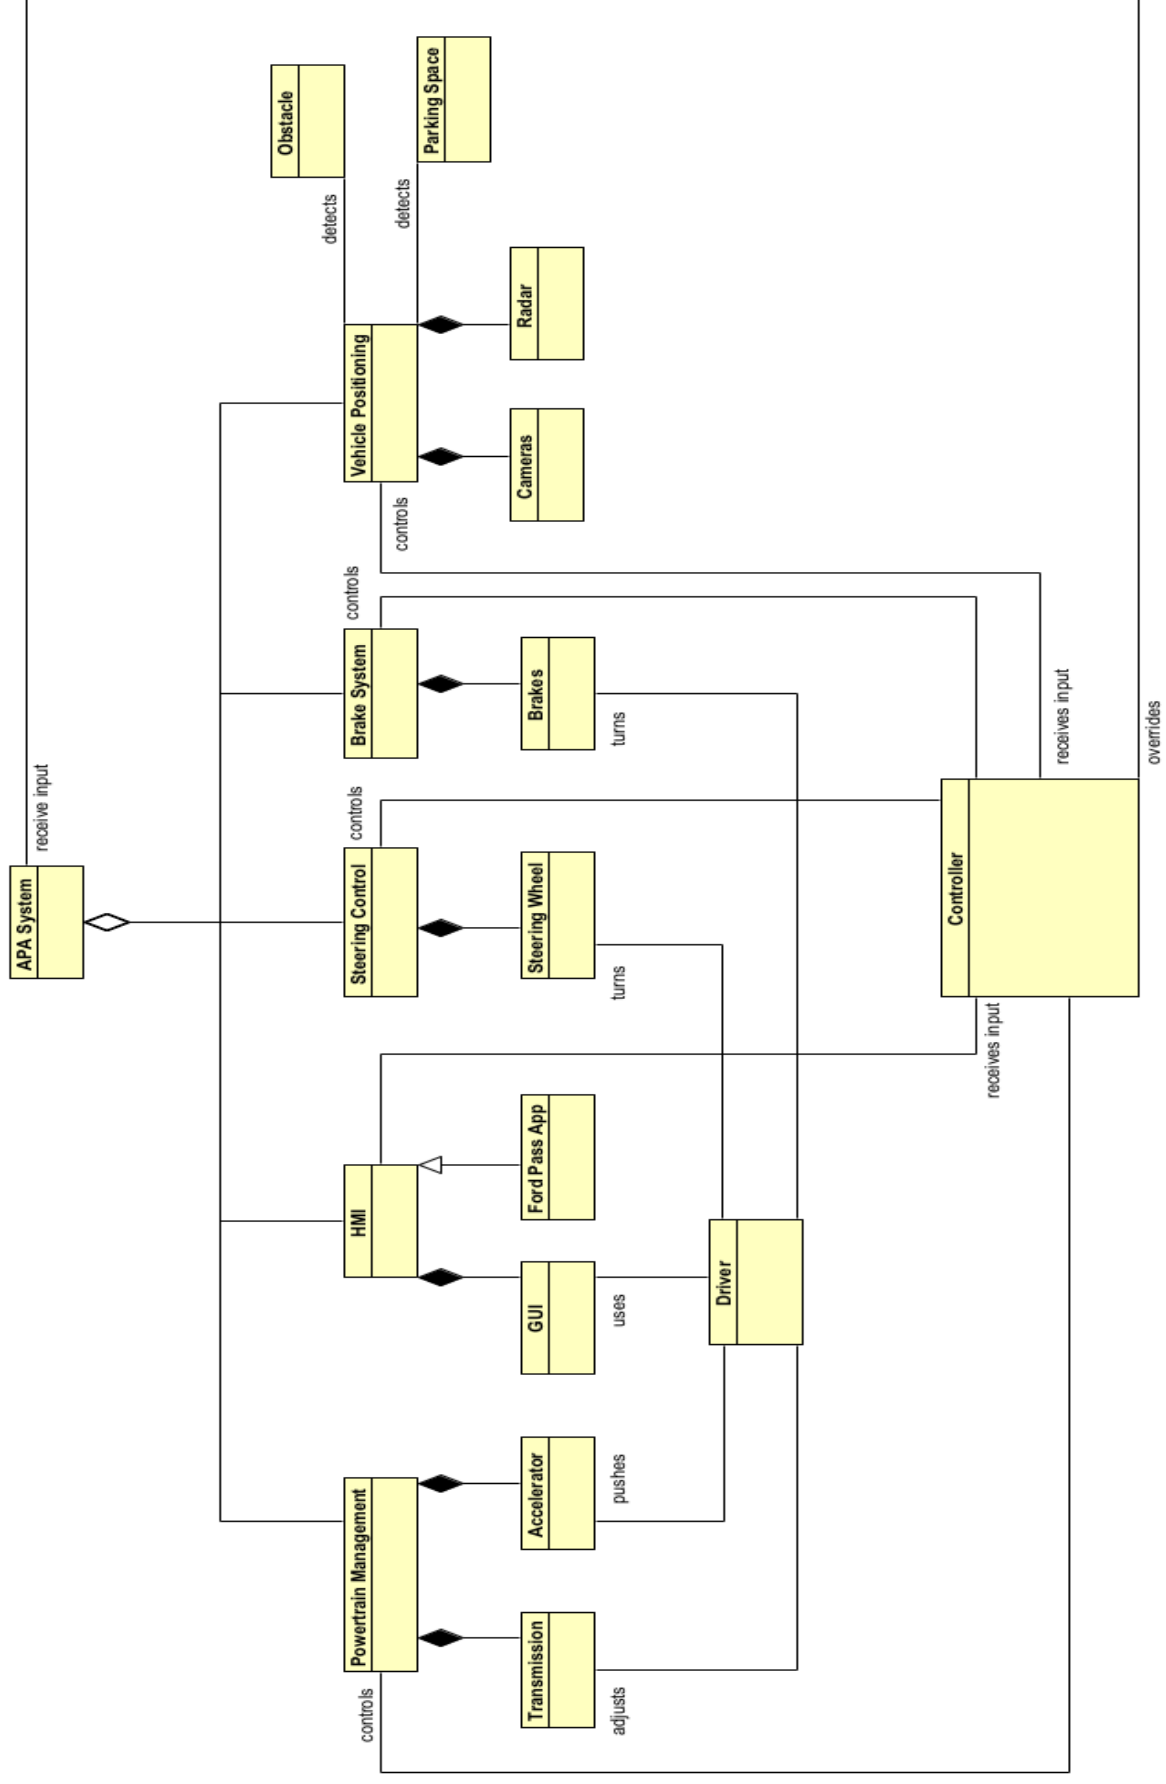 APA System
receive input
Powertrain Management
HMI
Steering Control
Brake System
Vehicle Positioning
Obstacle
controls
controls
controls
controls
detects
detects
Parking Space
Transmission
Accelerator
GUI
Ford Pass App
Steering Wheel
Brakes
Cameras
Radar
adjusts
pushes
uses
turns
turns
Driver
Controller
receives input
receives input
overrides